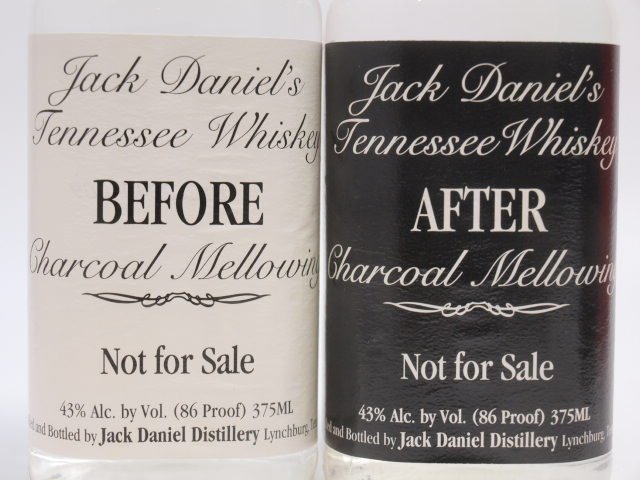 Jack Daniel's
Tennessee Whiskey
BEFORE
Charcoal Mellowing
Not for Sale
43% Alc. by Vol. (86 Proof) 375ML
and Bottled by Jack Daniel Distillery Lynchburg,
Jack Daniel's
Tennessee Whiskey
AFTER
Charcoal Mellowing
Not for Sale
43% Alc. by Vol. (86 Proof) 375ML
and Bottled by Jack Daniel Distillery Lynchburg,